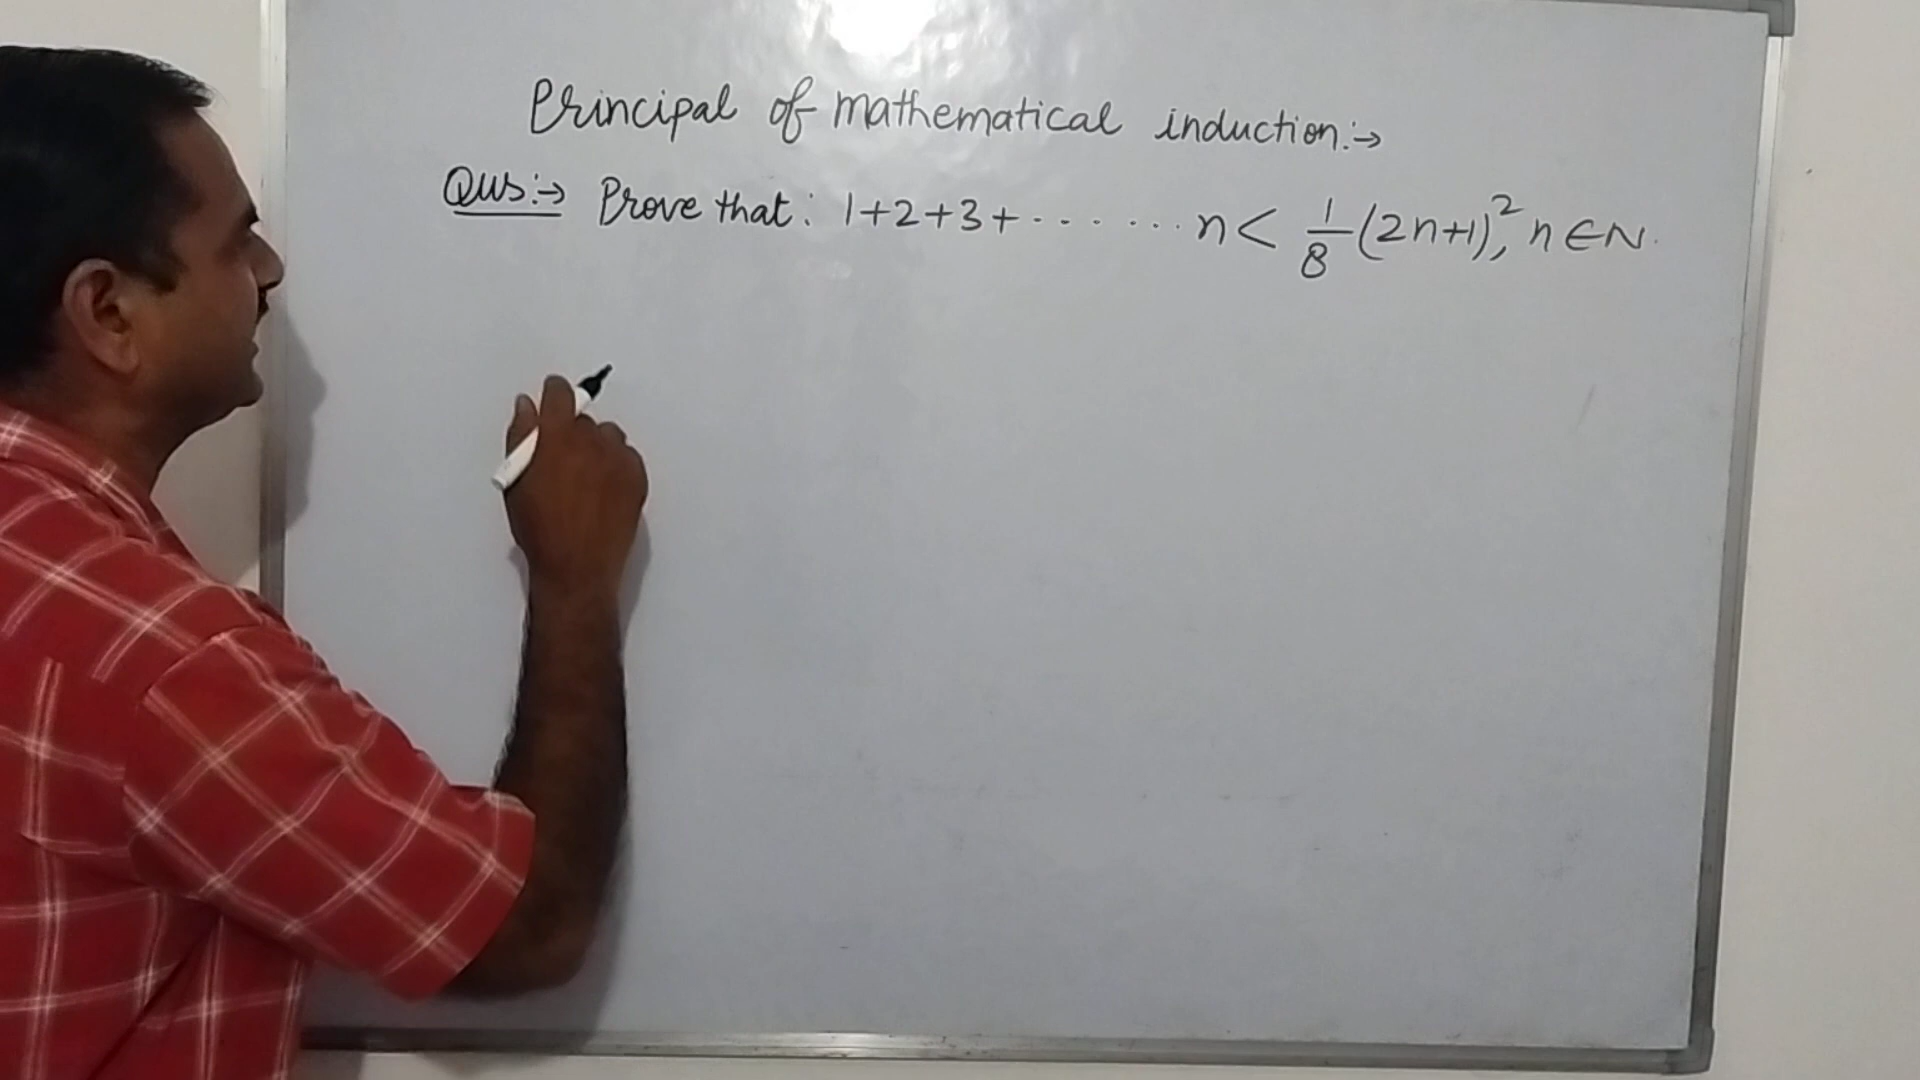 Principal of mathematical induction:→
Qus:→ Prove that: 1+2+3+.......n < 1/8 (2n+1)², n∈N.